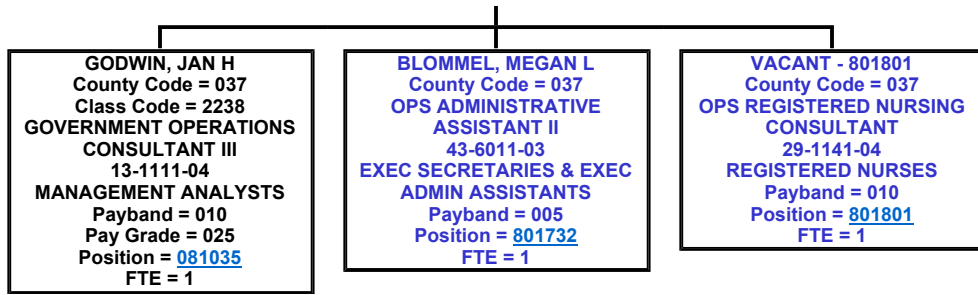 GODWIN, JAN H
County Code = 037
Class Code = 2238
GOVERNMENT OPERATIONS
CONSULTANT III
13-1111-04
MANAGEMENT ANALYSTS
Payband = 010
Pay Grade = 025
Position = 081035
FTE = 1
BLOMMEL, MEGAN L
County Code = 037
OPS ADMINISTRATIVE
ASSISTANT II
43-6011-03
EXEC SECRETARIES & EXEC
ADMIN ASSISTANTS
Payband = 005
Position = 801732
FTE = 1
VACANT - 801801
County Code = 037
OPS REGISTERED NURSING
CONSULTANT
29-1141-04
REGISTERED NURSES
Payband = 010
Position = 801801
FTE = 1